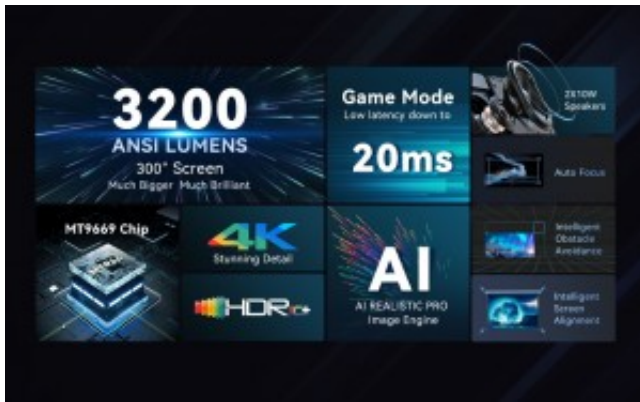 3200
ANSI LUMENS
300" Screen
Much Bigger Much Brilliant
Game Mode
Low latency down to
20ms
2X10W
Speakers
Auto Focus
MT9669 Chip
4K
Stunning Detail
HDR
AI
AI REALISTIC PRO
Image Engine
Intelligent
Obstacle
Avoidance
Intelligent
Screen
Alignment